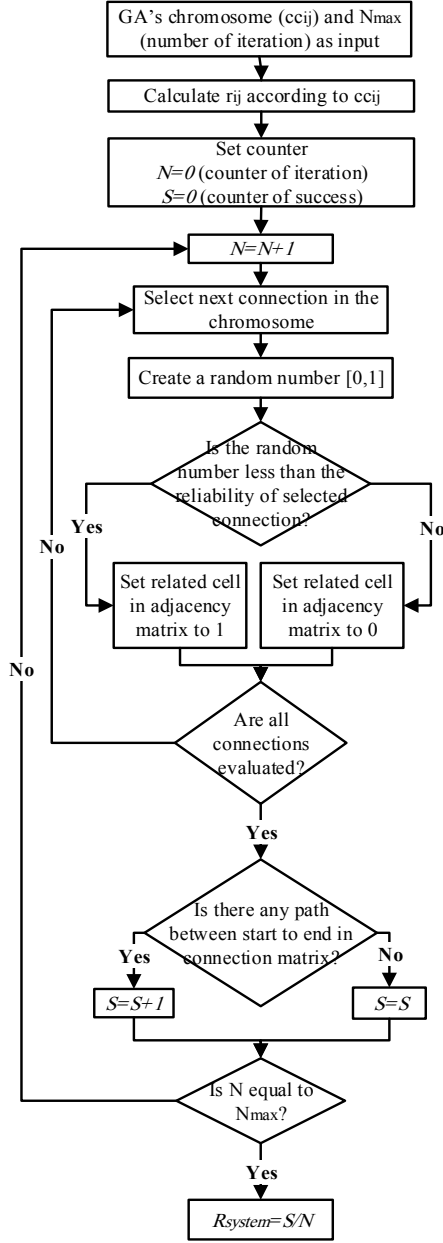 GA's chromosome (ccij) and Nmax
(number of iteration) as input
Calculate rij according to ccij
Set counter
N=0 (counter of iteration)
S=0 (counter of success)
N=N+1
Select next connection in the
chromosome
Create a random number [0,1]
Is the random
number less than the
reliability of selected
connection?
Yes
No
No
Set related cell
in adjacency
matrix to 1
Set related cell
in adjacency
matrix to 0
No
Are all
connections
evaluated?
Yes
Is there any path
between start to end in
connection matrix?
Yes
No
S=S+1
S=S
Is N equal to
Nmax?
Yes
Rsystem=S/N